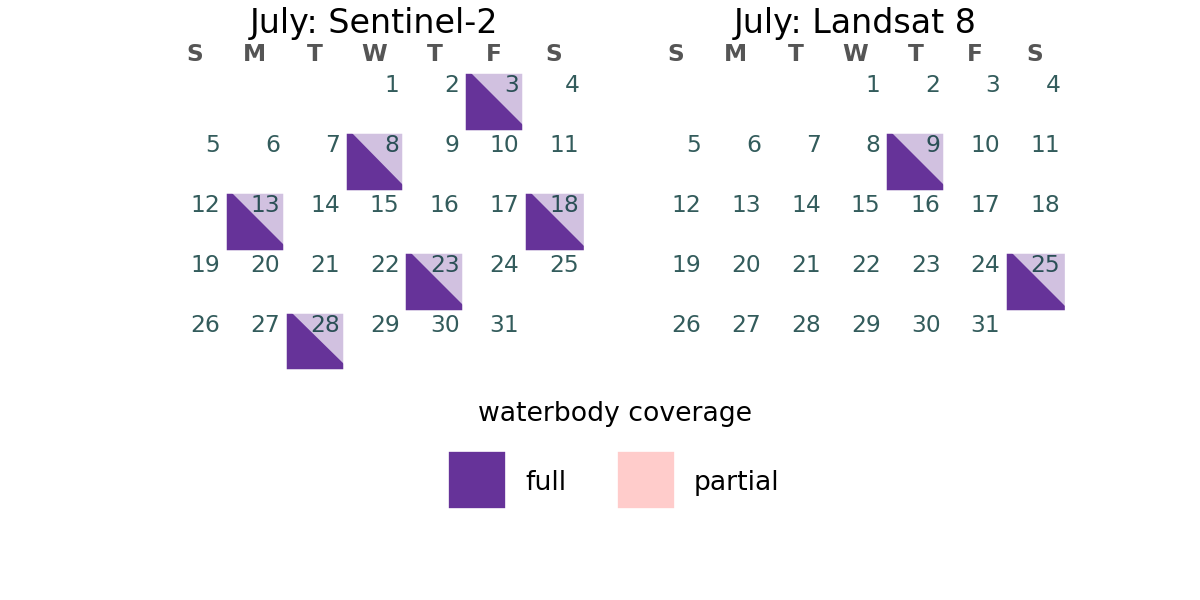 July: Sentinel-2
S M T W T F S
1 2 3 4
5 6 7 8 9 10 11
12 13 14 15 16 17 18
19 20 21 22 23 24 25
26 27 28 29 30 31
July: Landsat 8
S M T W T F S
1 2 3 4
5 6 7 8 9 10 11
12 13 14 15 16 17 18
19 20 21 22 23 24 25
26 27 28 29 30 31
waterbody coverage
full
partial